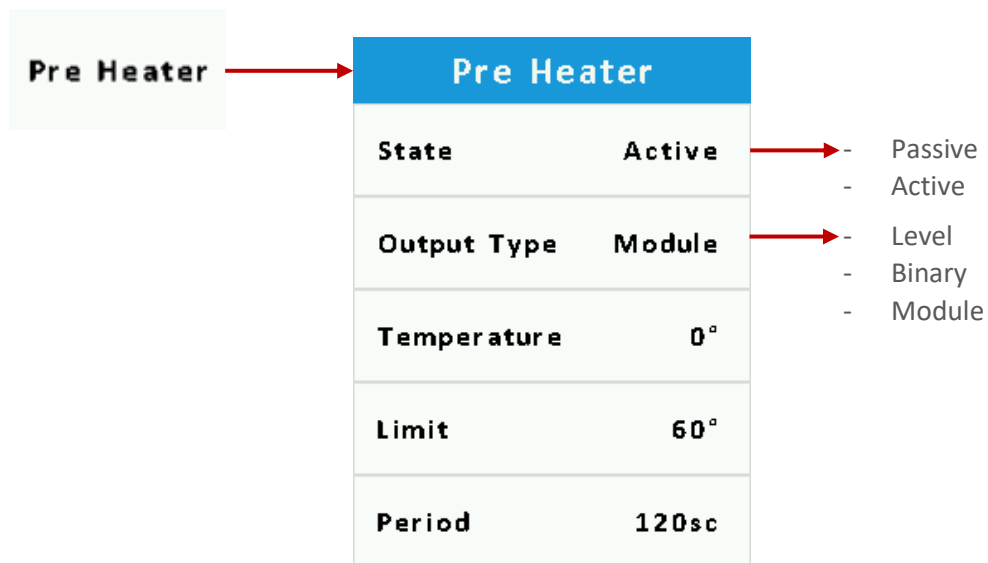 Pre Heater
Pre Heater
State Active
- Passive
- Active
Output Type Module
- Level
- Binary
- Module
Temperature 0°
Limit 60°
Period 120sc